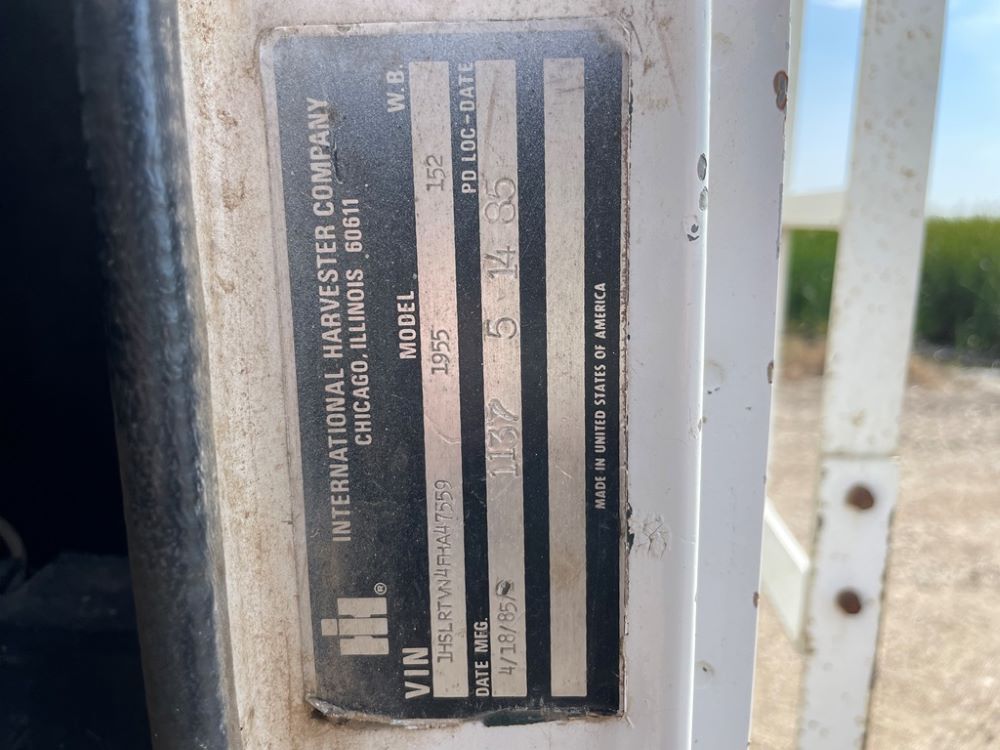 IH ®
INTERNATIONAL HARVESTER COMPANY
CHICAGO, ILLINOIS 60611
VIN MODEL W.B.
1HSLRTVN4FHA47559 1955 152
DATE MFG. PD LOC-DATE
4/18/85 1137 5 14 85
MADE IN UNITED STATES OF AMERICA